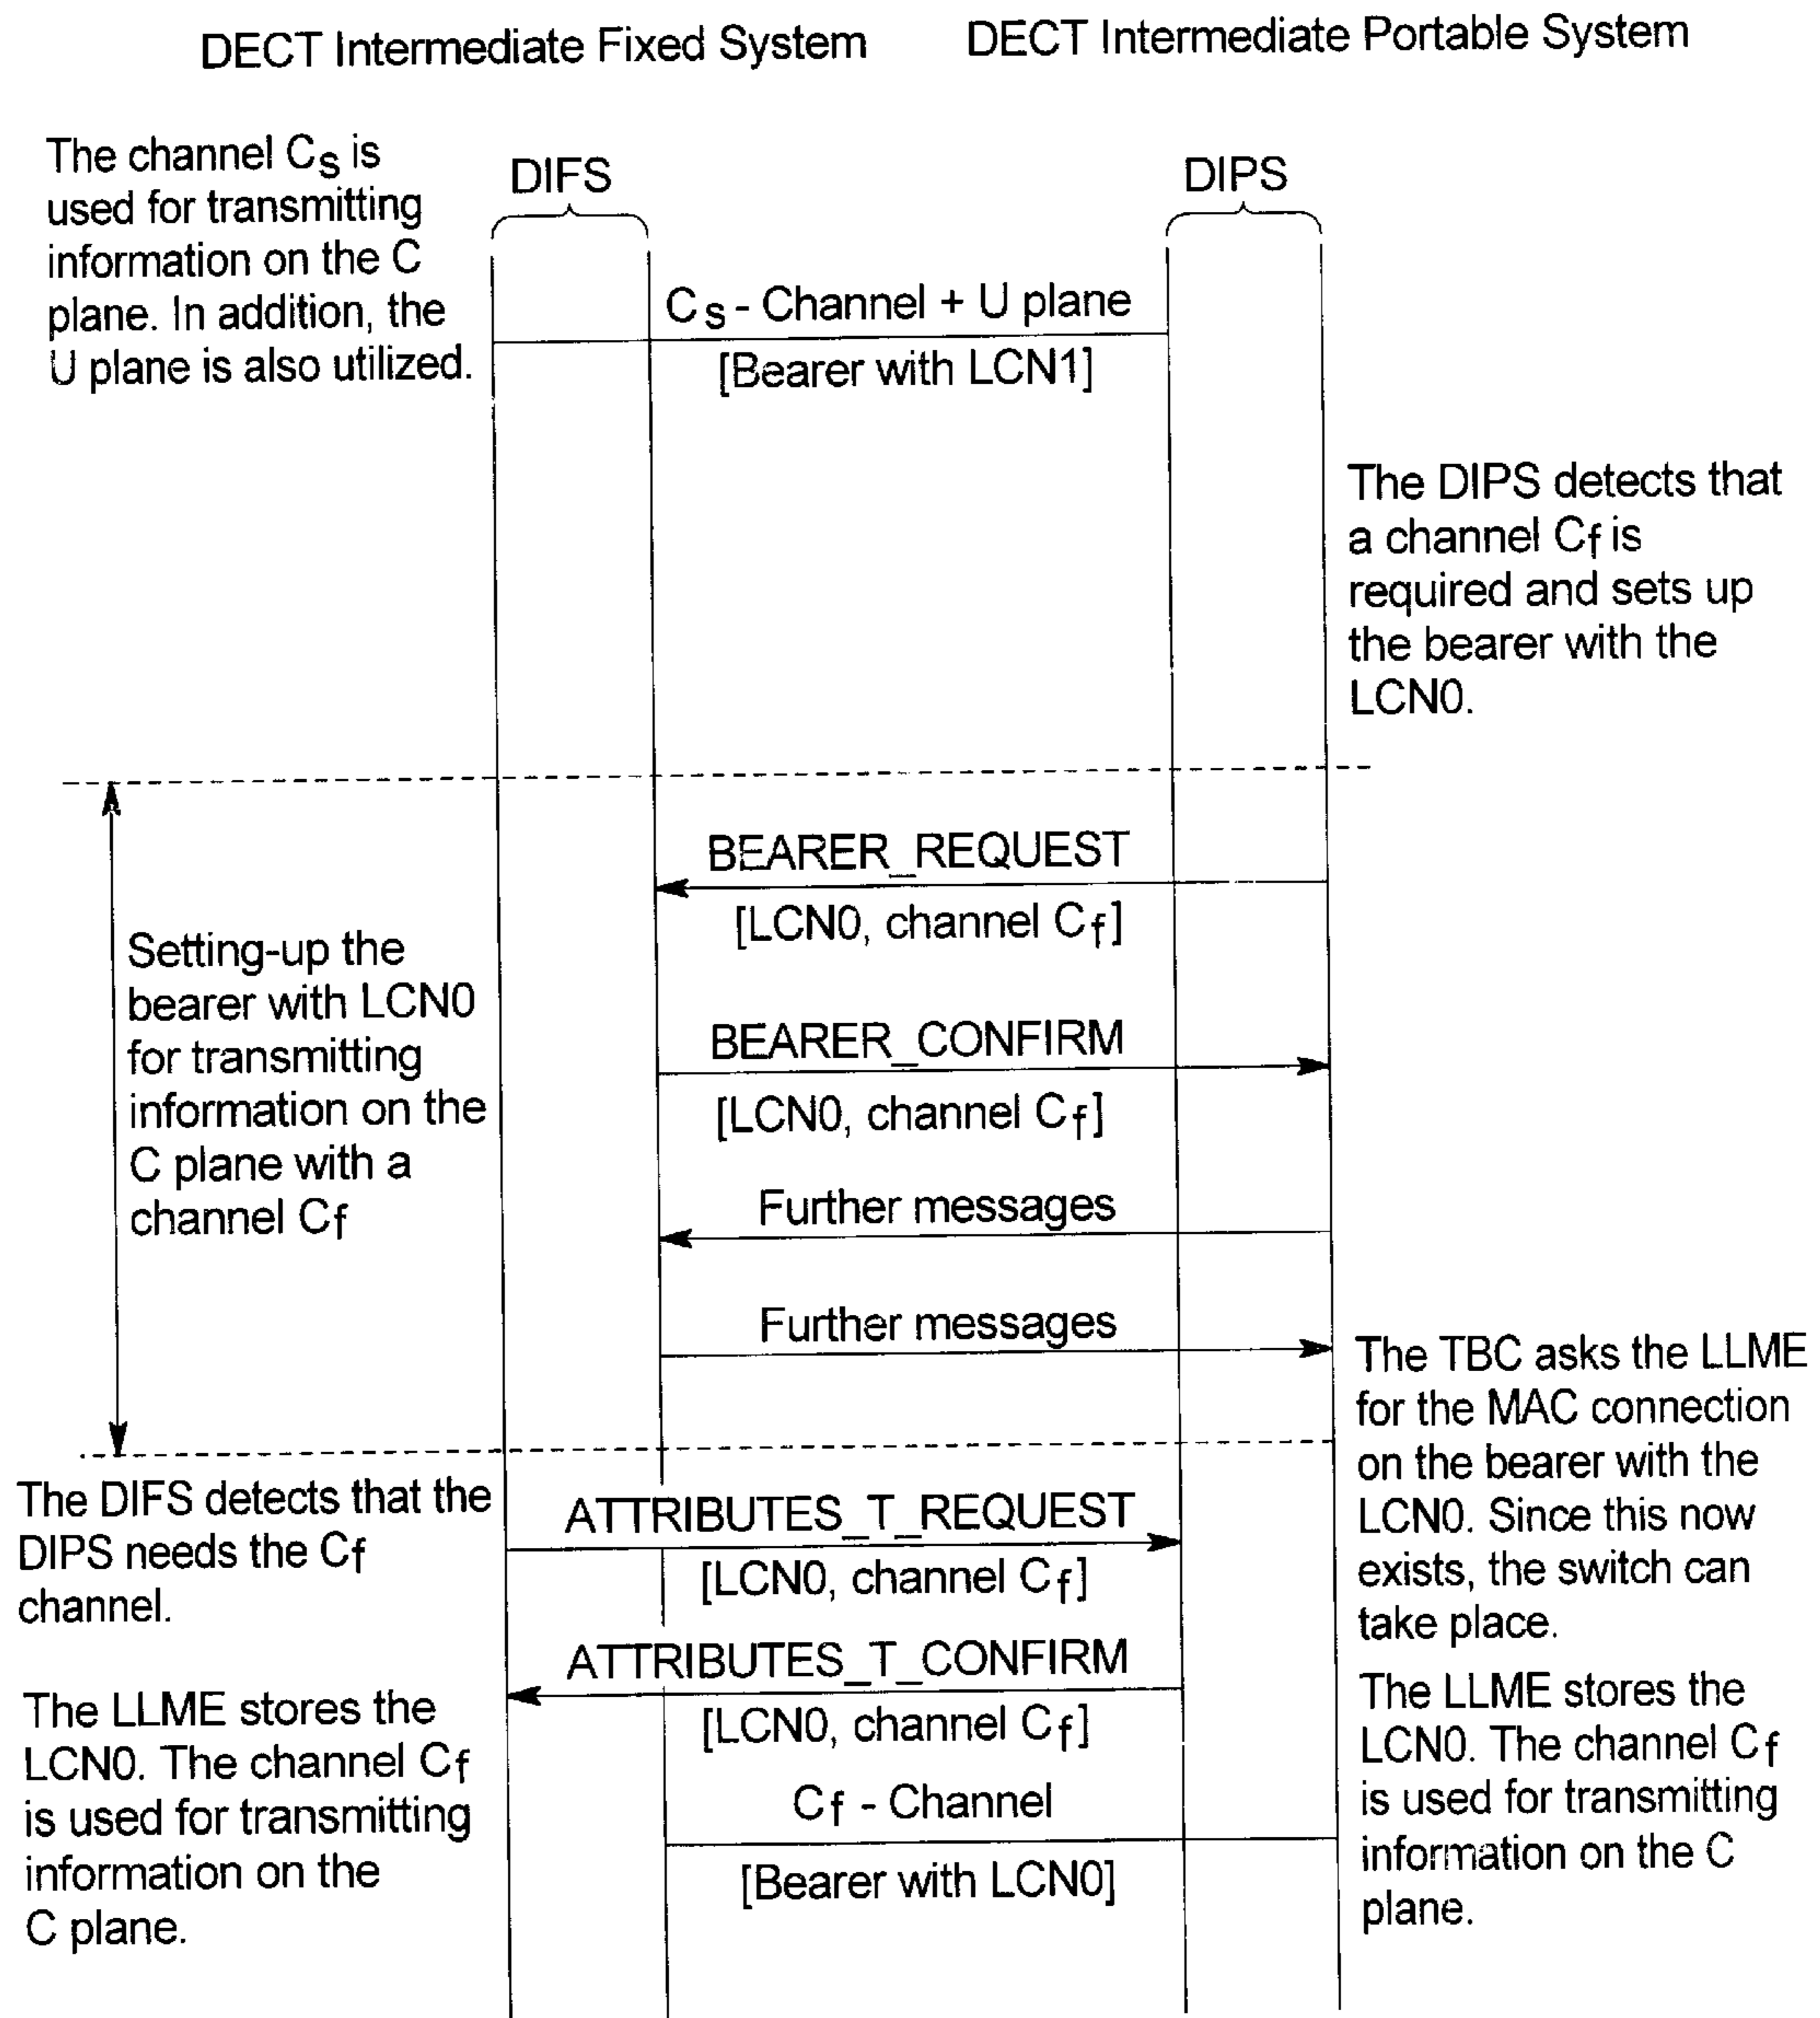 DECT Intermediate Fixed System
DECT Intermediate Portable System
The channel Cs is
used for transmitting
information on the C
plane. In addition, the
U plane is also utilized.
DIFS
DIPS
Cs - Channel + U plane
[Bearer with LCN1]
The DIPS detects that
a channel Cf is
required and sets up
the bearer with the
LCN0.
BEARER_REQUEST
[LCN0, channel Cf]
Setting-up the
bearer with LCN0
for transmitting
information on the
C plane with a
channel Cf
BEARER_CONFIRM
[LCN0, channel Cf]
Further messages
Further messages
The TBC asks the LLME
for the MAC connection
on the bearer with the
LCN0. Since this now
exists, the switch can
take place.
The DIFS detects that the
DIPS needs the Cf
channel.
ATTRIBUTES_T_REQUEST
[LCN0, channel Cf]
ATTRIBUTES_T_CONFIRM
[LCN0, channel Cf]
The LLME stores the
LCN0. The channel Cf
is used for transmitting
information on the
C plane.
The LLME stores the
LCN0. The channel Cf
is used for transmitting
information on the C
plane.
Cf - Channel
[Bearer with LCN0]